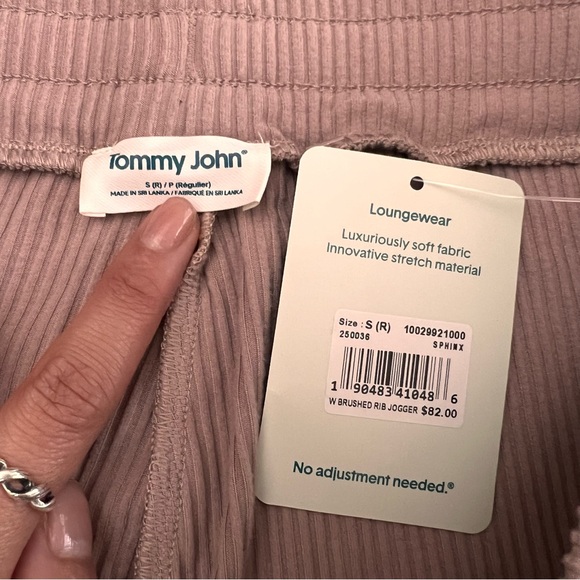 Tommy John®
S (R) / P (Régulier)
MADE IN SRI LANKA / FABRIQUÉ EN SRI LANKA
Loungewear
Luxuriously soft fabric
Innovative stretch material
Size : S (R) 10029921000
250036 SPHINX
1 90483 41048 6
W BRUSHED RIB JOGGER $82.00
No adjustment needed.®